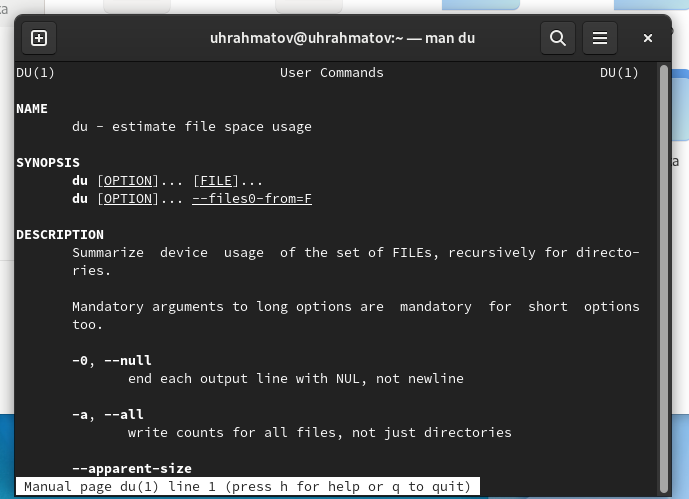 uhrahmatov@uhrahmatov:~ — man du
DU(1) User Commands DU(1)
NAME
du - estimate file space usage
SYNOPSIS
du [OPTION]... [FILE]...
du [OPTION]... --files0-from=F
DESCRIPTION
Summarize device usage of the set of FILEs, recursively for directo-
ries.
Mandatory arguments to long options are mandatory for short options
too.
-0, --null
end each output line with NUL, not newline
-a, --all
write counts for all files, not just directories
--apparent-size
Manual page du(1) line 1 (press h for help or q to quit)